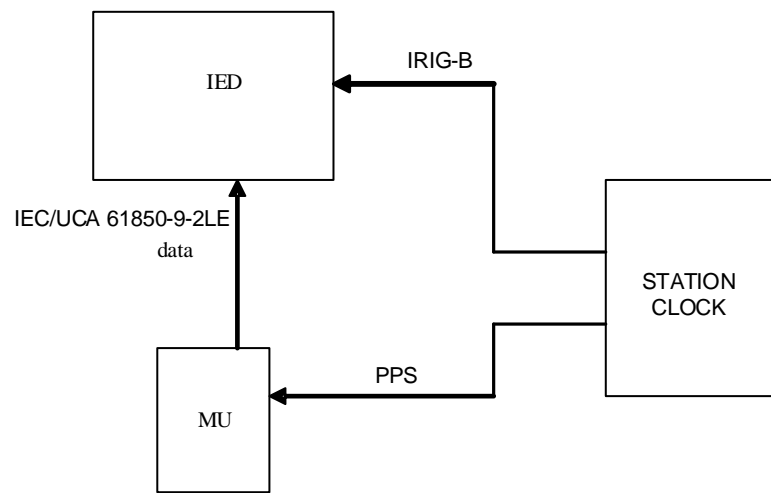 IRIG-B
IED
IEC/UCA 61850-9-2LE
data
STATION
CLOCK
PPS
MU